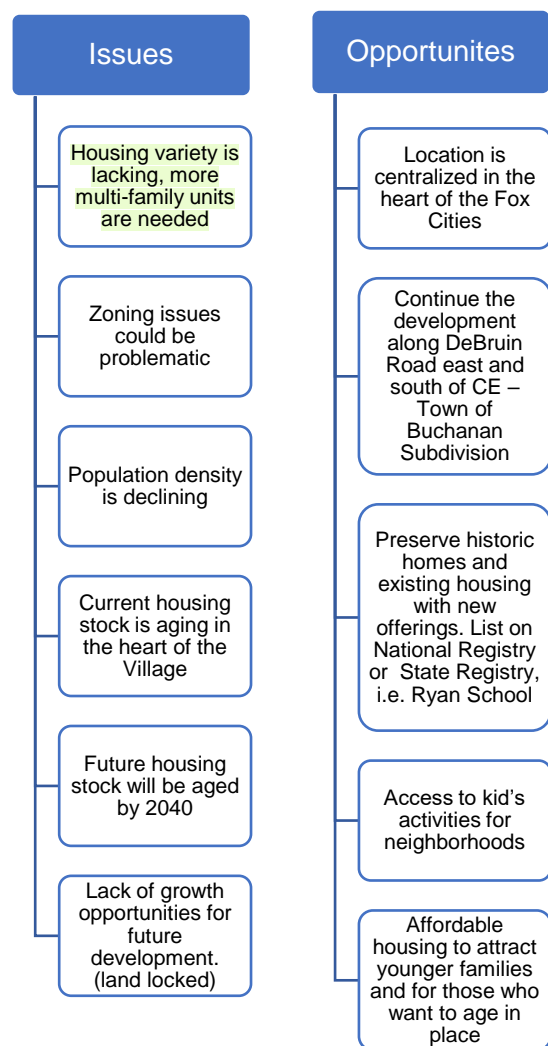 Issues
Housing variety is
lacking, more
multi-family units
are needed
Zoning issues
could be
problematic
Population density
is declining
Current housing
stock is aging in
the heart of the
Village
Future housing
stock will be aged
by 2040
Lack of growth
opportunities for
future
development.
(land locked)
Opportunites
Location is
centralized in the
heart of the Fox
Cities
Continue the
development
along DeBruin
Road east and
south of CE –
Town of
Buchanan
Subdivision
Preserve historic
homes and
existing housing
with new
offerings. List on
National Registry
or State Registry,
i.e. Ryan School
Access to kid's
activities for
neighborhoods
Affordable
housing to attract
younger families
and for those who
want to age in
place